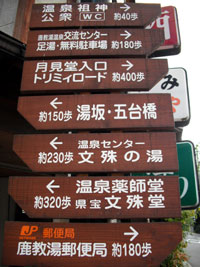 温泉祖神 →
公衆 WC 約40歩
鹿教湯温泉交流センター →
足湯・無料駐車場 約180歩
月見堂入口 →
トリミィロード 約400歩
← 約150歩 湯坂・五台橋
← 温泉センター
約230歩 文殊の湯
← 温泉薬師堂
約320歩 県宝 文殊堂
JP 郵便局 →
鹿教湯郵便局 約180歩
み